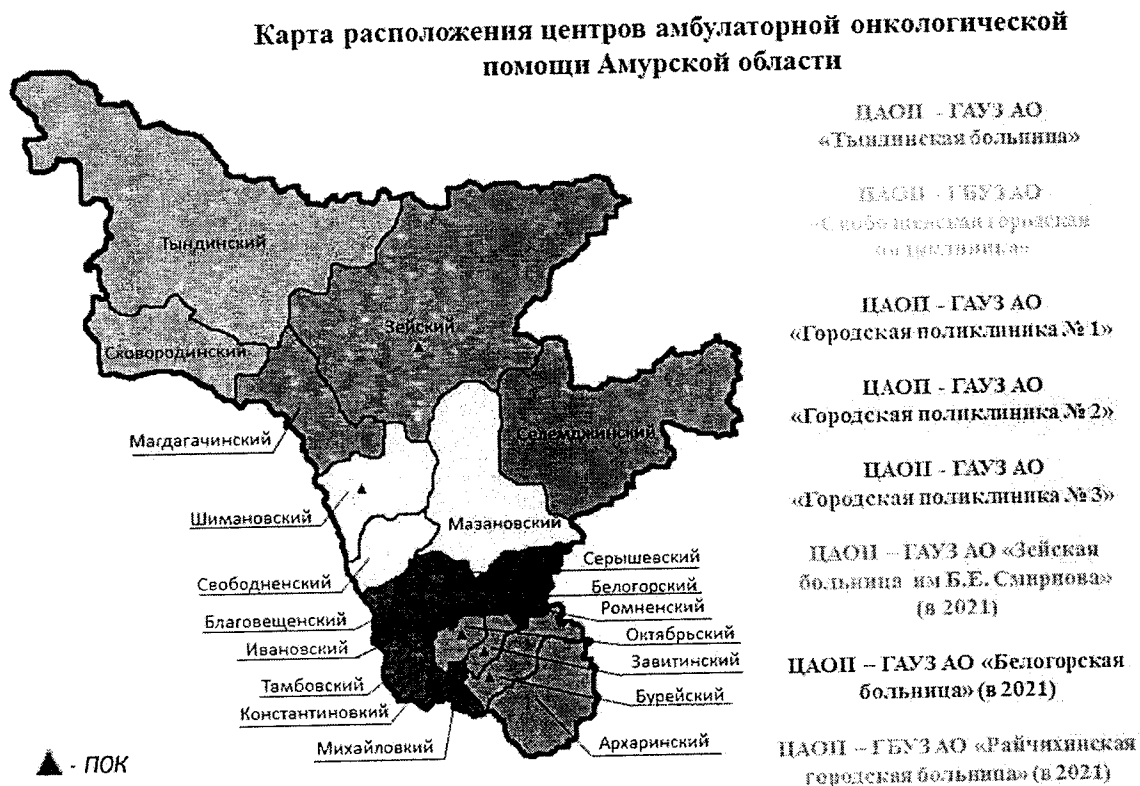 Карта расположения центров амбулаторной онкологической
помощи Амурской области
ЦАОП - ГАУЗ АО
«Тындинская больница»
ЦАОП - ГБУЗ АО
городская
Тындинский
Зейский
Сковородинский
Селемджинский
Магдагачинский
Шимановский
Мазановский
Свободненский
Серышевский
Белогорский
Ромненский
Благовещенский
Октябрьский
Ивановский
Завитинский
Тамбовский
Бурейский
Константиновкий
Михайловкий
Архаринский
ЦАОП - ГАУЗ АО
«Городская поликлиника № 1»
ЦАОП - ГАУЗ АО
«Городская поликлиника № 2»
ЦАОП - ГАУЗ АО
«Городская поликлиника № 3»
ЦАОП – ГАУЗ АО «Зейская
больница им Б.Е. Смирнова»
(в 2021)
ЦАОП – ГАУЗ АО «Белогорская
больница» (в 2021)
ЦАОП – ГБУЗ АО «Райчихинская
городская больница» (в 2021)
- ПОК